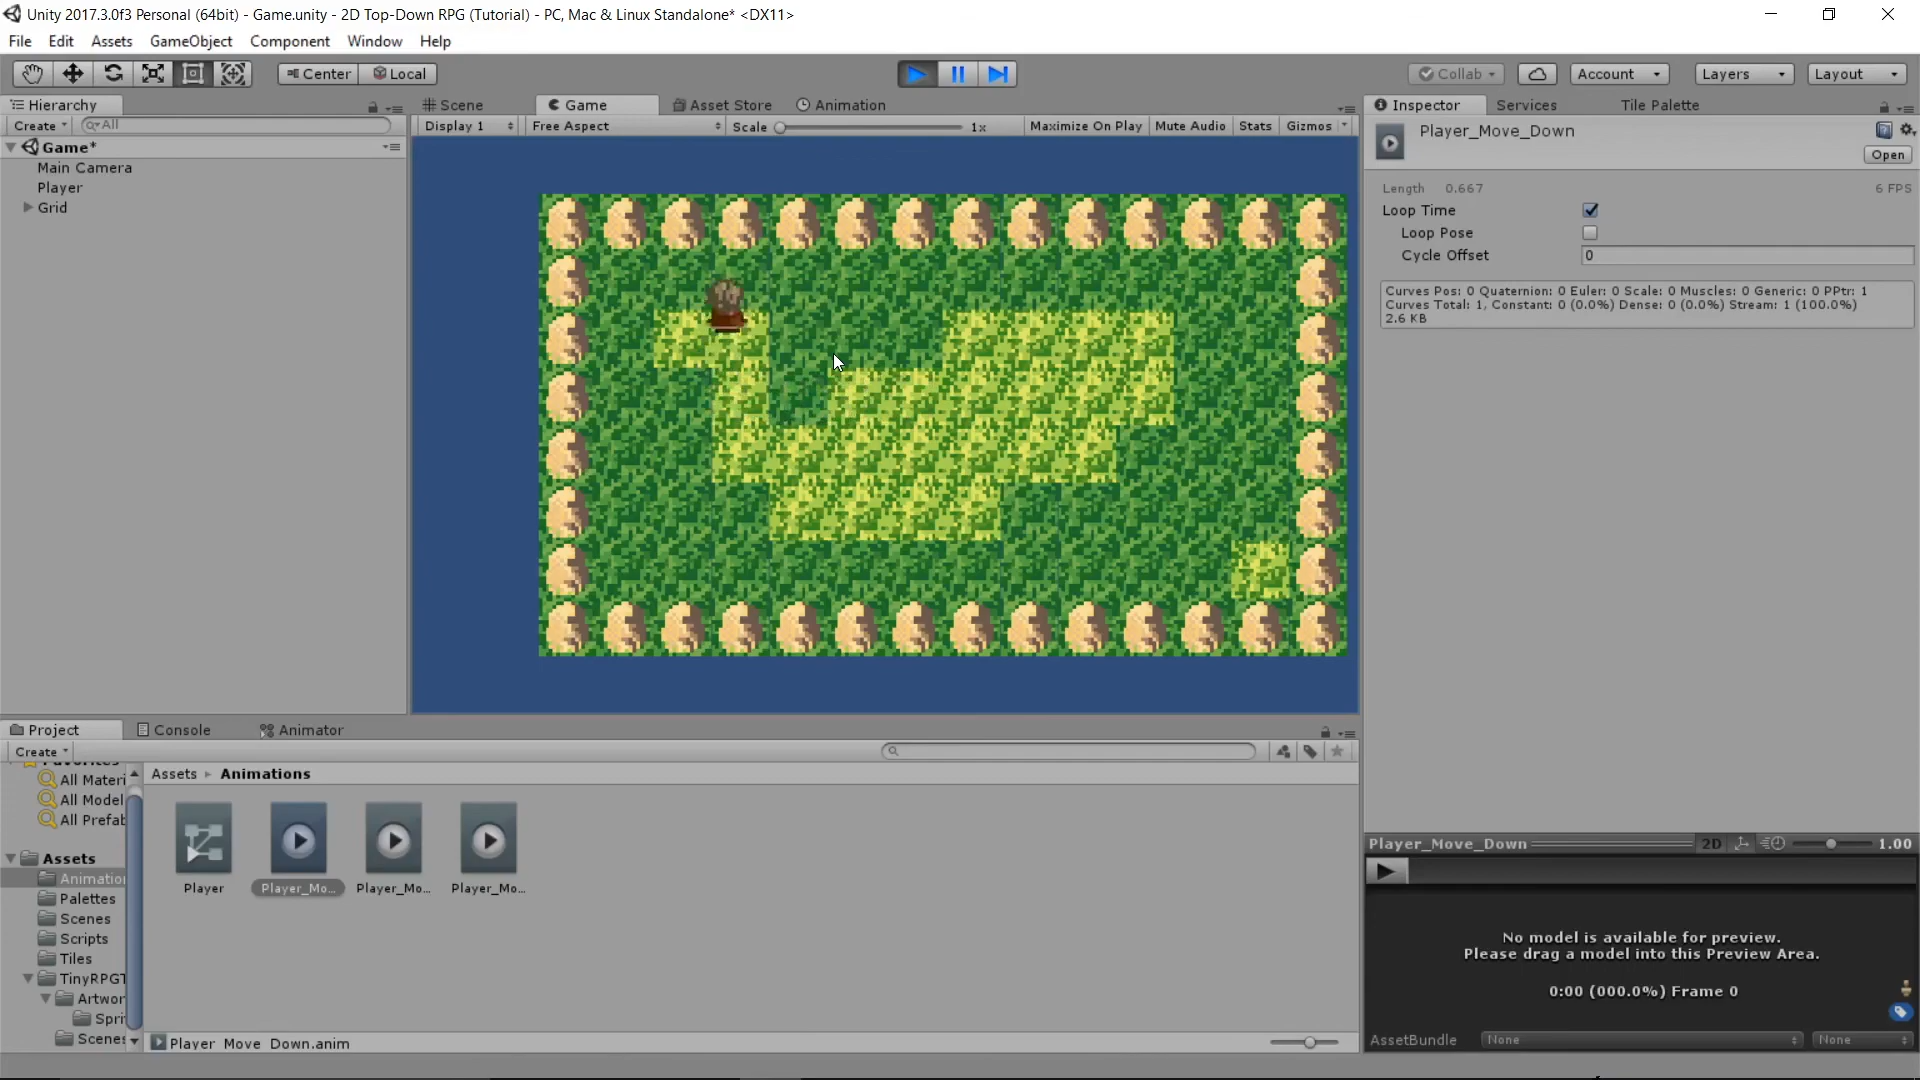 Unity 2017.3.0f3 Personal (64bit) - Game.unity - 2D Top-Down RPG (Tutorial) - PC, Mac & Linux Standalone* <DX11>
File Edit Assets GameObject Component Window Help
Center Local Collab Account Layers Layout
Hierarchy Scene Game Asset Store Animation Inspector Services Tile Palette
Create All Display 1 Free Aspect Scale 1x Maximize On Play Mute Audio Stats Gizmos
Player_Move_Down
Open
Game*
Main Camera
Player
Grid
Length 0.667 6 FPS
Loop Time
Loop Pose
Cycle Offset 0
Curves Pos: 0 Quaternion: 0 Euler: 0 Scale: 0 Muscles: 0 Generic: 0 PPtr: 1
Curves Total: 1, Constant: 0 (0.0%) Dense: 0 (0.0%) Stream: 1 (100.0%)
2.6 KB
Project Console Animator
Create
Favorites
All Materi
All Model
All Prefab
Assets
Animation
Palettes
Scenes
Scripts
Tiles
TinyRPGT
Artwor
Spri
Scenes
Assets Animations
Player Player_Mo... Player_Mo... Player_Mo...
Player Move Down.anim
Player_Move_Down 2D 1.00
No model is available for preview.
Please drag a model into this Preview Area.
0:00 (000.0%) Frame 0
AssetBundle None None